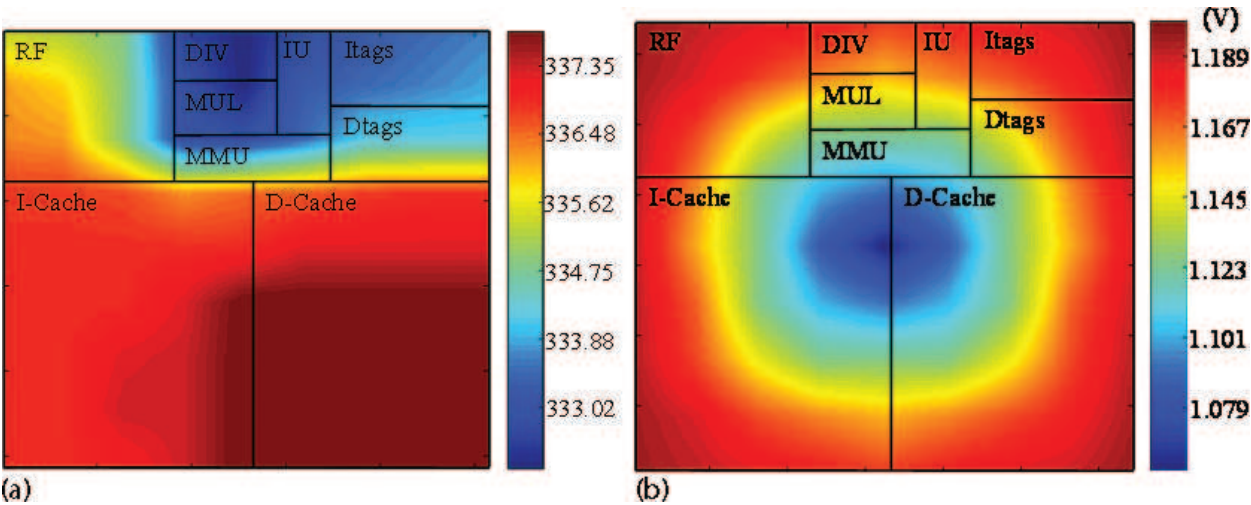 RF
DIV
IU
Itags
MUL
Dtags
MMU
I-Cache
D-Cache
337.35
336.48
335.62
334.75
333.88
333.02
(a)
(V)
RF
DIV
IU
Itags
MUL
Dtags
MMU
I-Cache
D-Cache
1.189
1.167
1.145
1.123
1.101
1.079
(b)